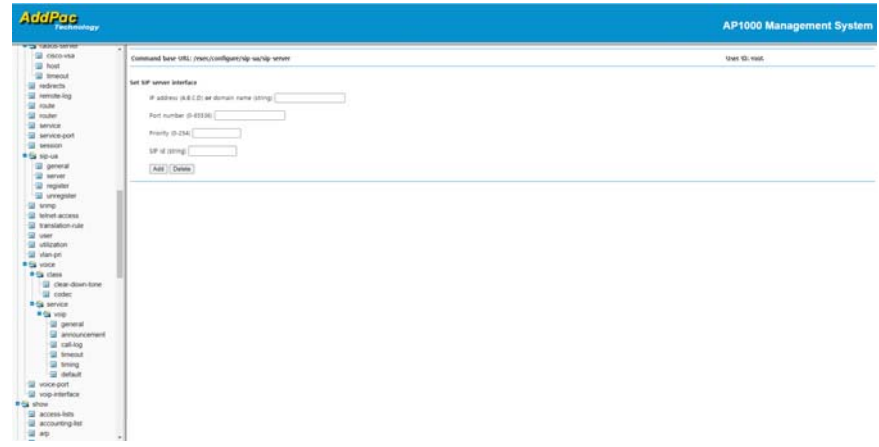 AddPac
Technology
AP1000 Management System
radius-server
cisco-vsa
host
timeout
redirects
remote-log
route
router
service
service-port
session
sip-ua
general
server
register
unregister
snmp
telnet-access
translation-rule
user
utilization
vlan-pri
voice
class
clear-down-tone
codec
service
voip
general
announcement
call-log
timeout
timing
default
voice-port
voip-interface
show
access-lists
accounting-list
arp
Command base-URL: /exec/configure/sip-ua/sip-server
User ID: root.
Set SIP server interface
IP address (A.B.C.D) or domain name (string)
Port number (0-65536)
Priority (0-254)
SIP id (string)
Add Delete